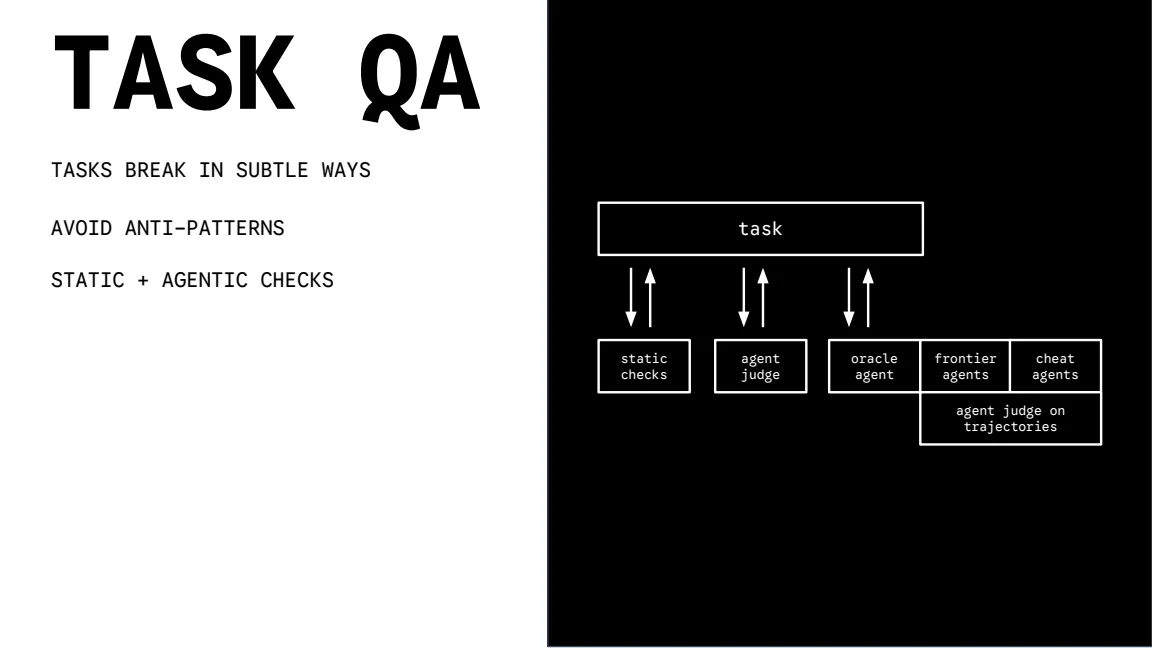 TASK QA
TASKS BREAK IN SUBTLE WAYS
AVOID ANTI-PATTERNS
STATIC + AGENTIC CHECKS
task
static
checks
agent
judge
oracle
agent
frontier
agents
cheat
agents
agent judge on
trajectories